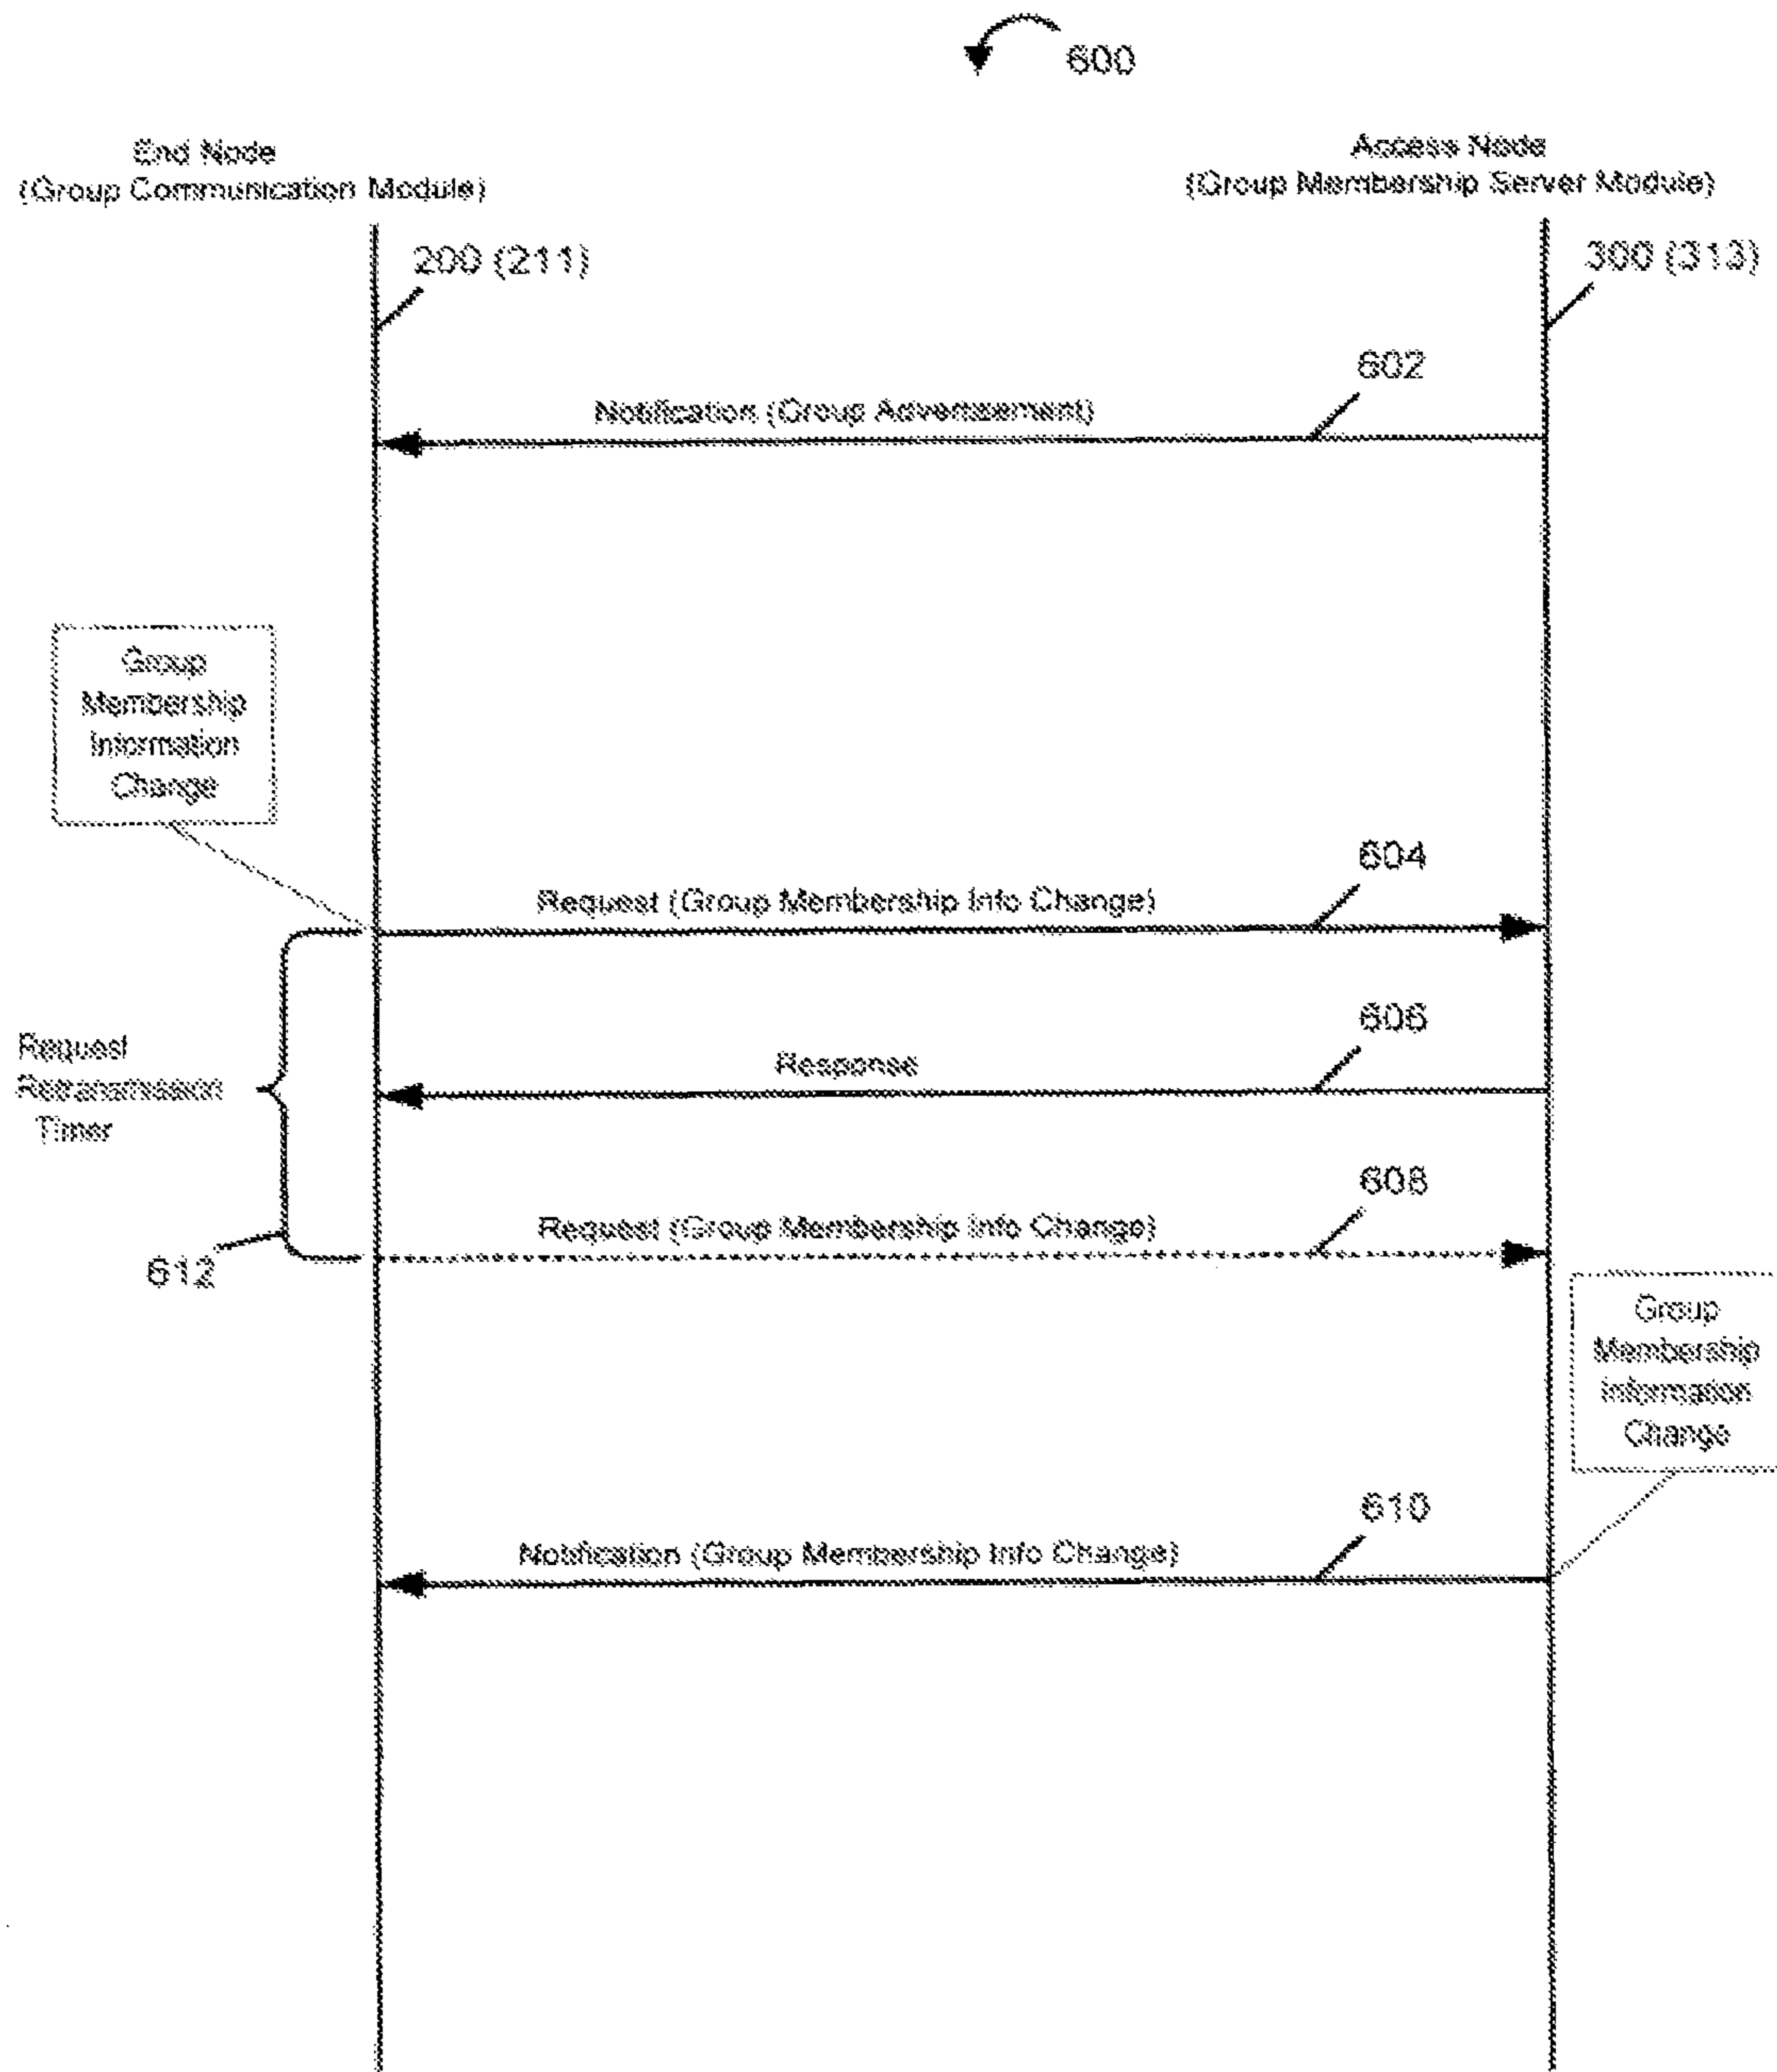 600
End Node
(Group Communication Module)
Access Node
(Group Membership Server Module)
200 (211)
300 (313)
602
Notification (Group Advertisement)
Group
Membership
Information
Change
604
Request (Group Membership Info Change)
606
Response
Request
Retransmission
Timer
608
Request (Group Membership Info Change)
612
Group
Membership
Information
Change
610
Notification (Group Membership Info Change)